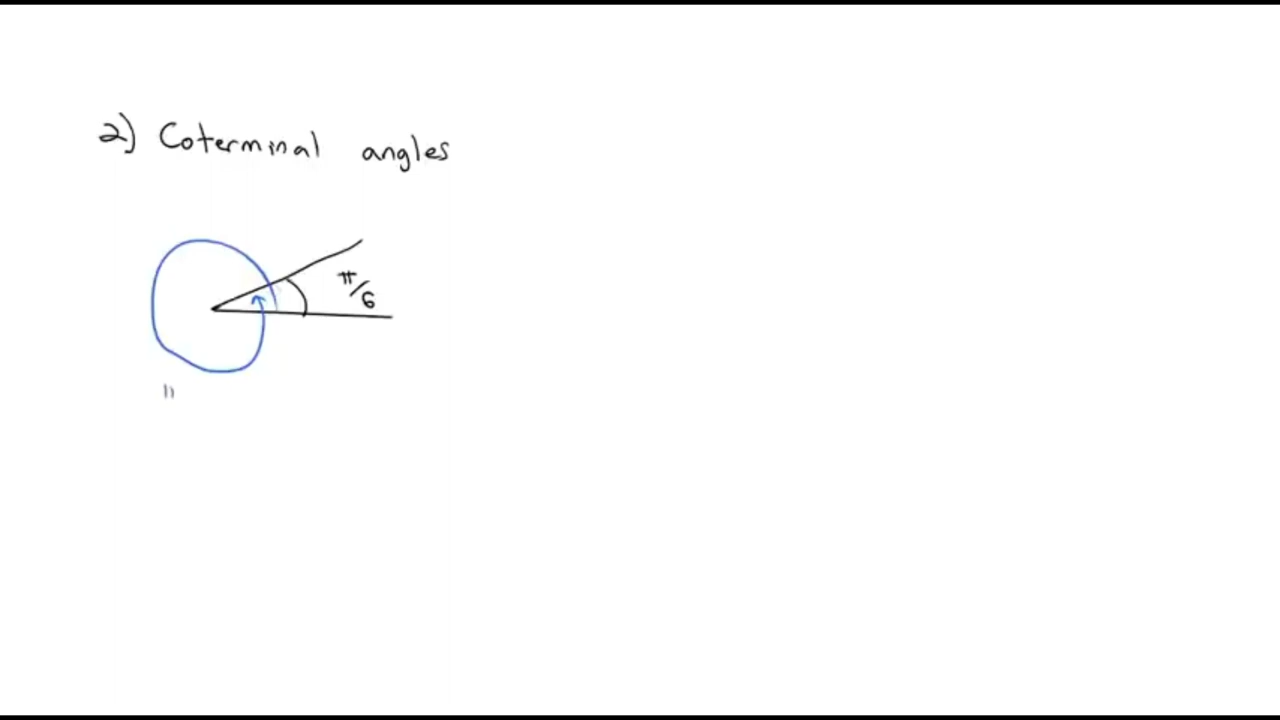 2) Coterminal angles
π/6